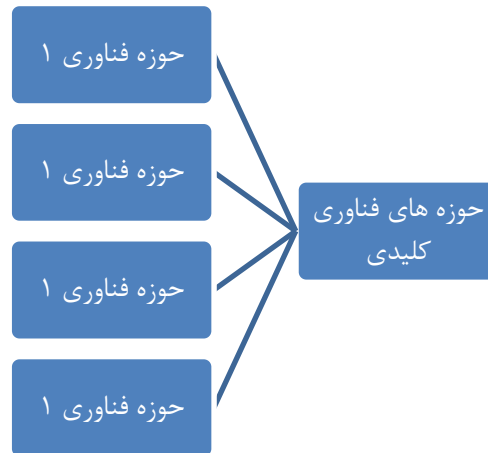 حوزه های فناوری
کلیدی
حوزه فناوری ۱
حوزه فناوری ۱
حوزه فناوری ۱
حوزه فناوری ۱